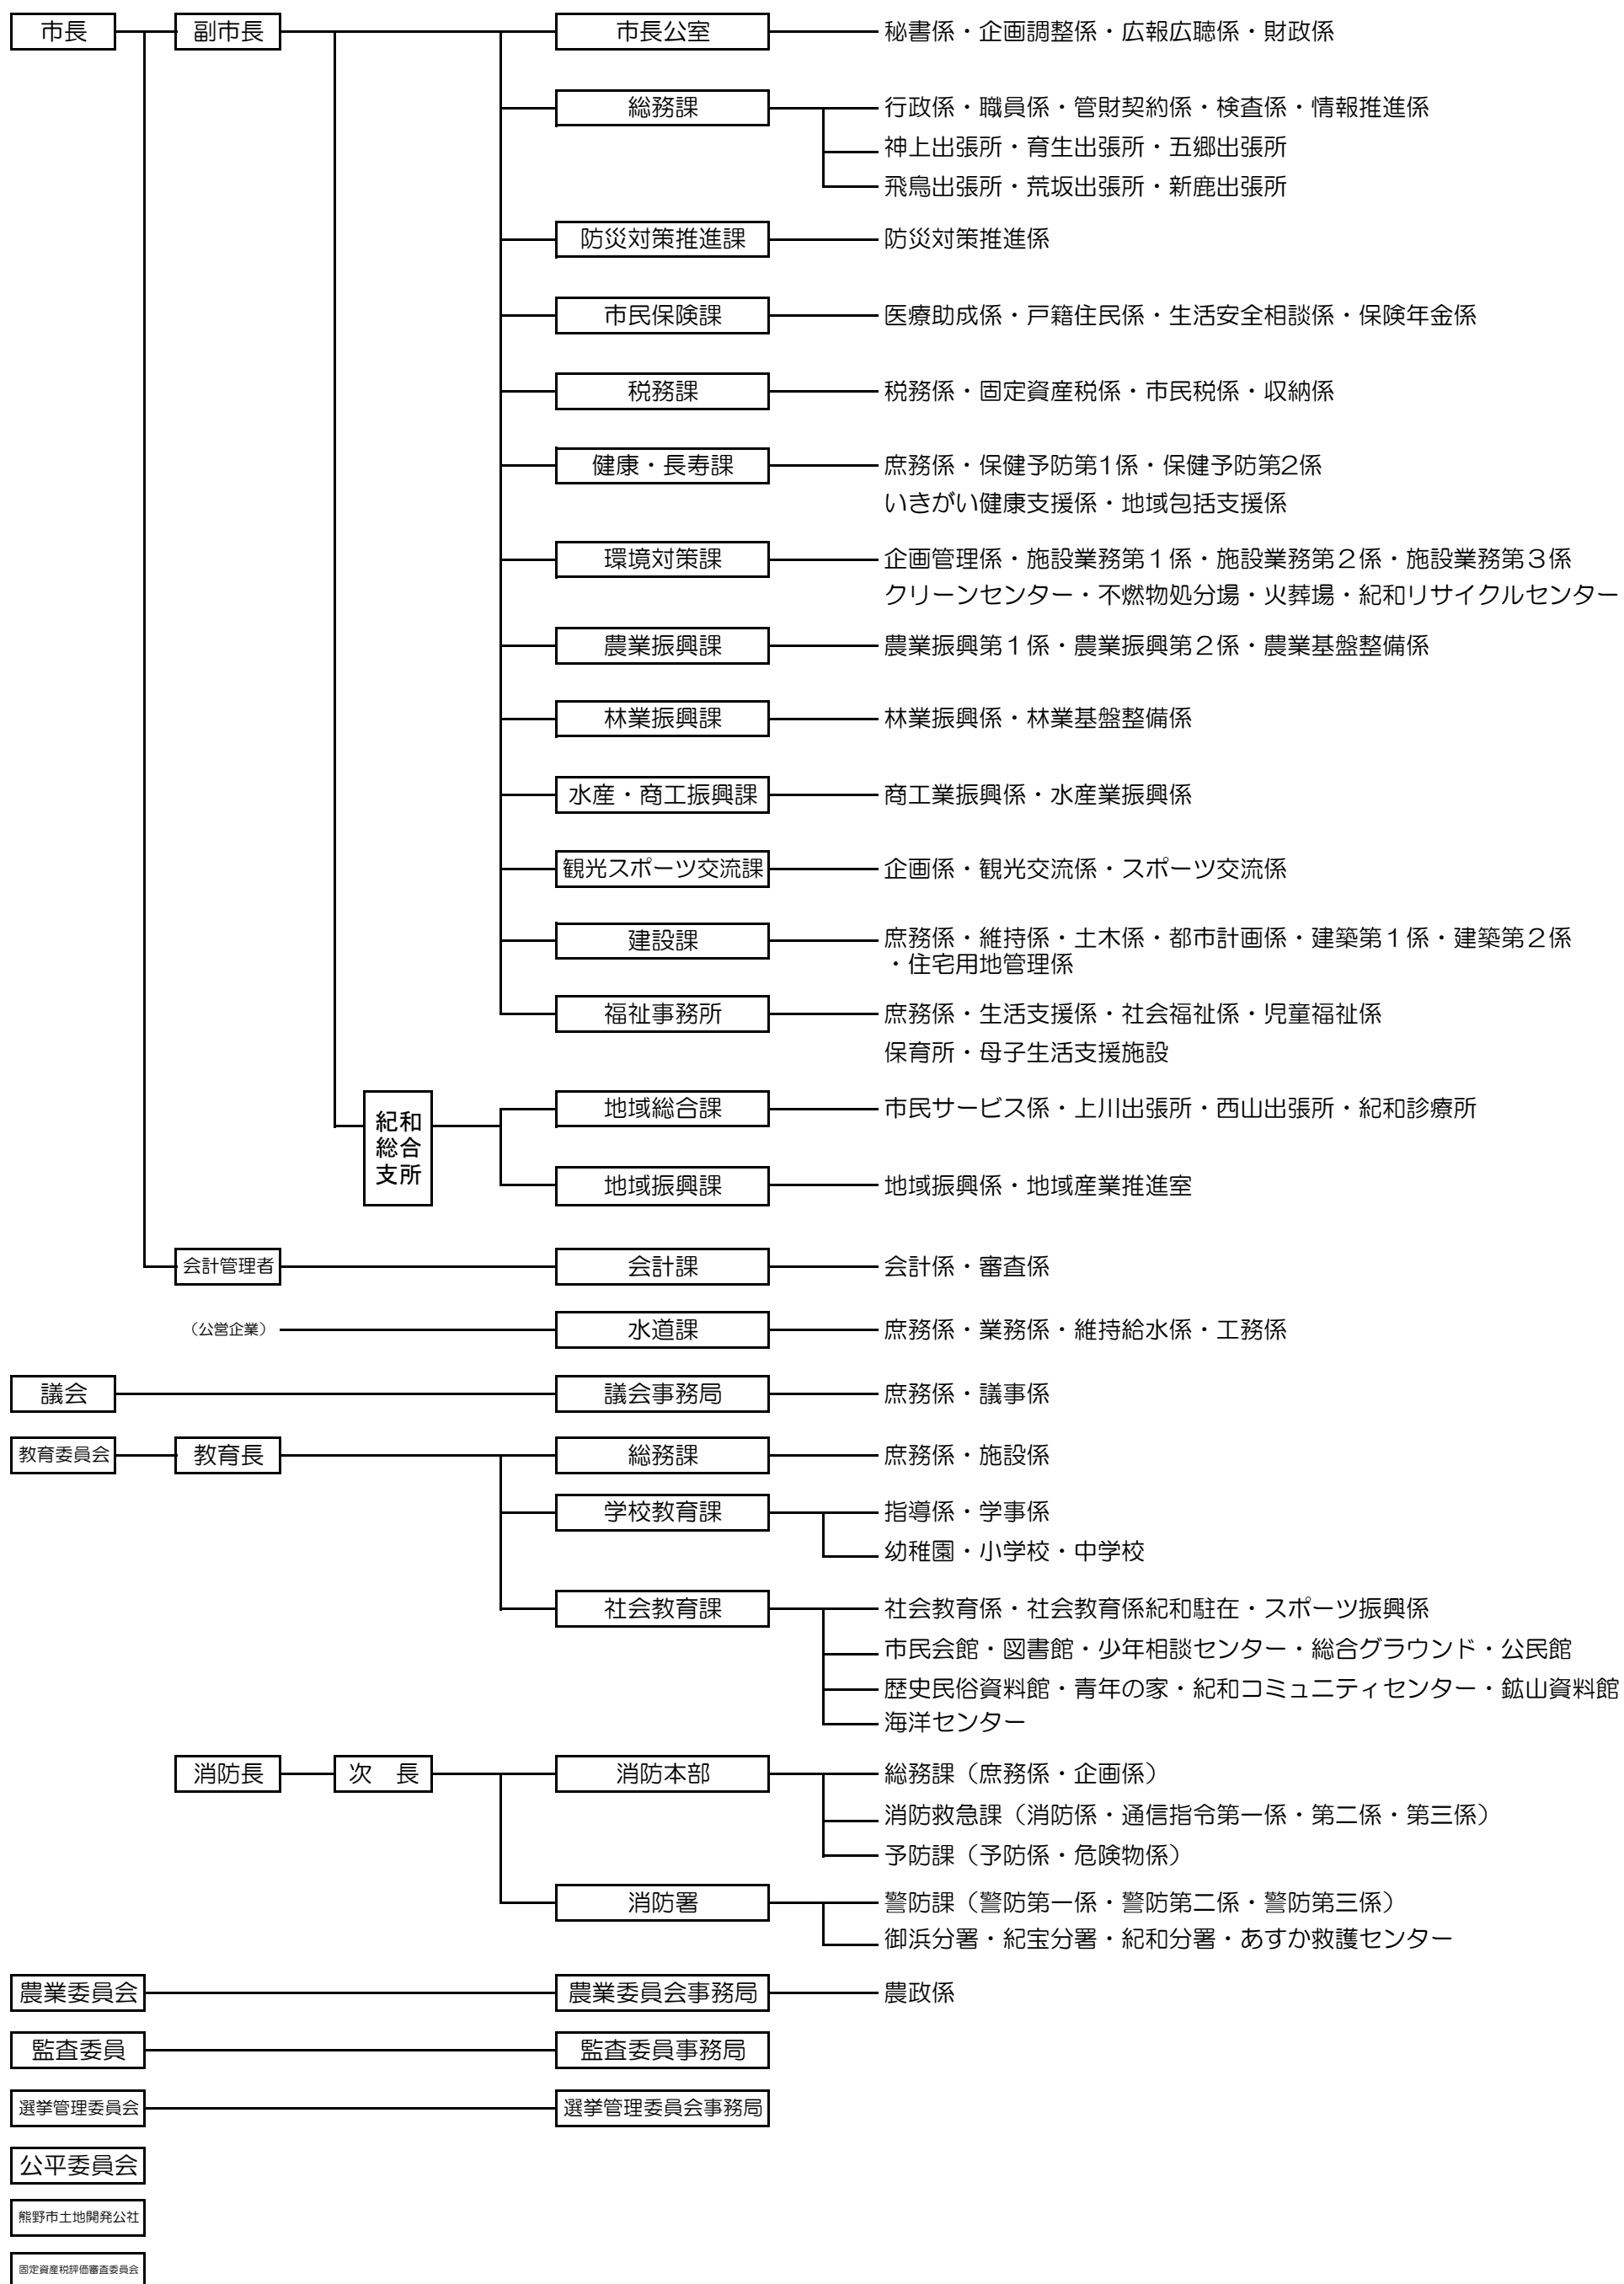 市長 副市長 市長公室 秘書係・企画調整係・広報広聴係・財政係
総務課 行政係・職員係・管財契約係・検査係・情報推進係
神上出張所・育生出張所・五郷出張所
飛鳥出張所・荒坂出張所・新鹿出張所
防災対策推進課 防災対策推進係
市民保険課 医療助成係・戸籍住民係・生活安全相談係・保険年金係
税務課 税務係・固定資産税係・市民税係・収納係
健康・長寿課 庶務係・保健予防第1係・保健予防第2係
いきがい健康支援係・地域包括支援係
環境対策課 企画管理係・施設業務第１係・施設業務第２係・施設業務第３係
クリーンセンター・不燃物処分場・火葬場・紀和リサイクルセンター
農業振興課 農業振興第１係・農業振興第２係・農業基盤整備係
林業振興課 林業振興係・林業基盤整備係
水産・商工振興課 商工業振興係・水産業振興係
観光スポーツ交流課 企画係・観光交流係・スポーツ交流係
建設課 庶務係・維持係・土木係・都市計画係・建築第１係・建築第２係
・住宅用地管理係
福祉事務所 庶務係・生活支援係・社会福祉係・児童福祉係
保育所・母子生活支援施設
紀和
総合
支所
地域総合課 市民サービス係・上川出張所・西山出張所・紀和診療所
地域振興課 地域振興係・地域産業推進室
会計管理者 会計課 会計係・審査係
（公営企業） 水道課 庶務係・業務係・維持給水係・工務係
議会 議会事務局 庶務係・議事係
教育委員会 教育長 総務課 庶務係・施設係
学校教育課 指導係・学事係
幼稚園・小学校・中学校
社会教育課 社会教育係・社会教育係紀和駐在・スポーツ振興係
市民会館・図書館・少年相談センター・総合グラウンド・公民館
歴史民俗資料館・青年の家・紀和コミュニティセンター・鉱山資料館
海洋センター
消防長 次　長 消防本部 総務課（庶務係・企画係）
消防救急課（消防係・通信指令第一係・第二係・第三係）
予防課（予防係・危険物係）
消防署 警防課（警防第一係・警防第二係・警防第三係）
御浜分署・紀宝分署・紀和分署・あすか救護センター
農業委員会 農業委員会事務局 農政係
監査委員 監査委員事務局
選挙管理委員会 選挙管理委員会事務局
公平委員会
熊野市土地開発公社
固定資産税評価審査委員会